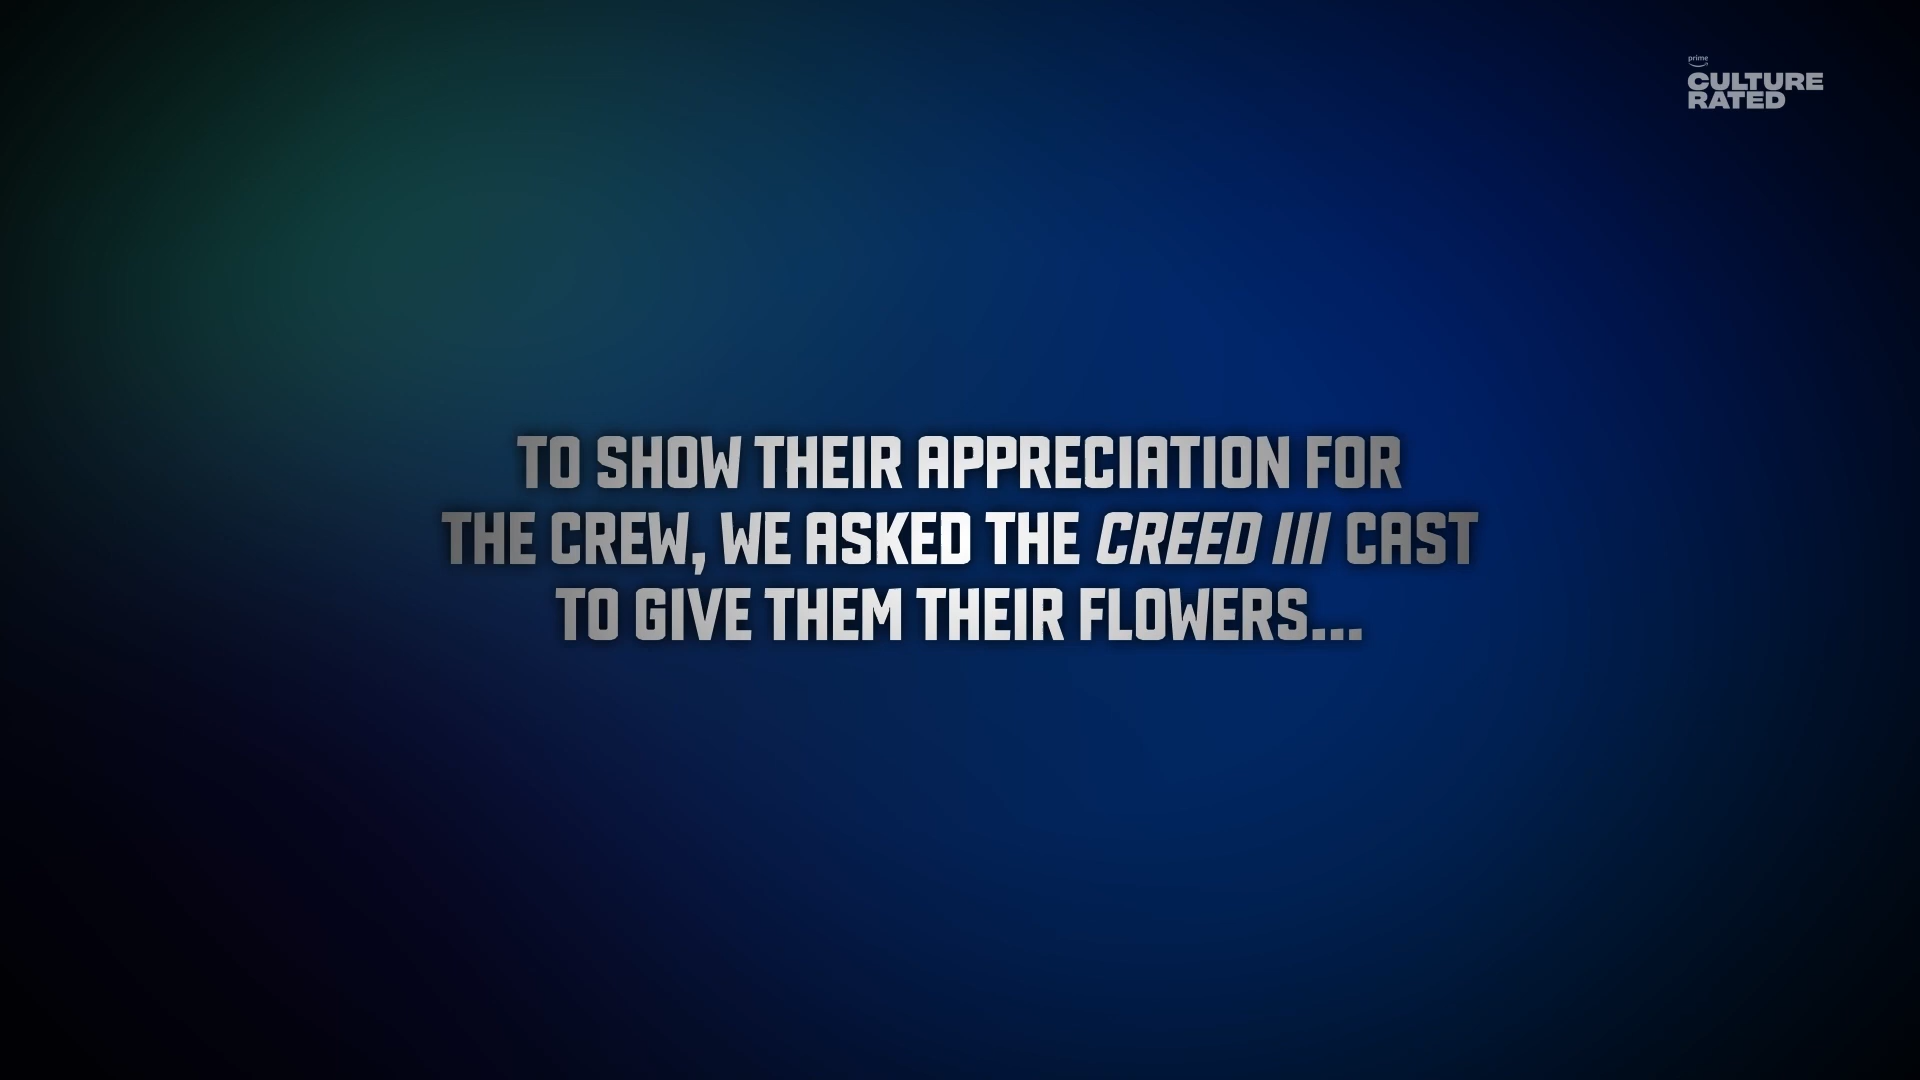 prime
CULTURE
RATED
TO SHOW THEIR APPRECIATION FOR
THE CREW, WE ASKED THE CREED III CAST
TO GIVE THEM THEIR FLOWERS...